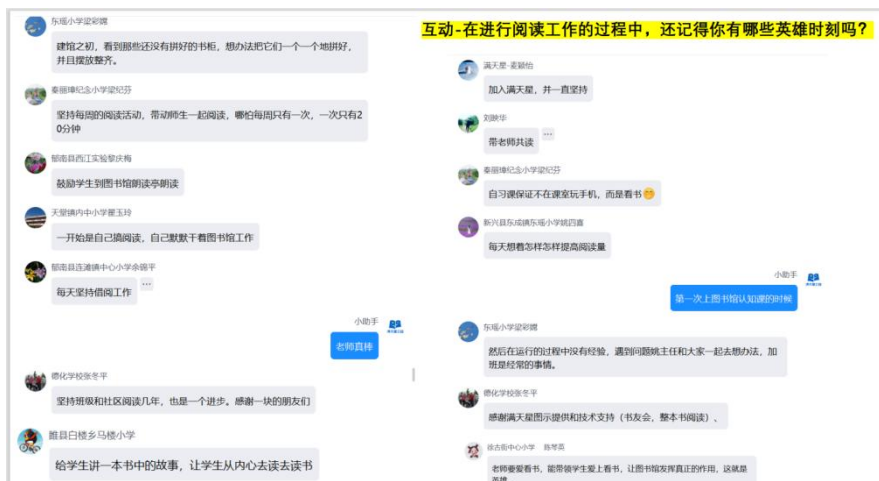 东瑶小学梁彩嫦
建馆之初，看到那些还没有拼好的书柜，想办法把它们一个一个地拼好，
并且摆放整齐。
秦丽璋纪念小学梁纪芬
坚持每周的阅读活动，带动师生一起阅读，哪怕每周只有一次，一次只有2
0分钟
郁南县西江实验黎庆梅
鼓励学生到图书馆朗读亭朗读
天堂镇内中小学瞿玉玲
一开始是自己搞阅读，自己默默干着图书馆工作
郁南县连滩镇中心小学余锦平
每天坚持借阅工作
小助手
老师真棒
德化学校张冬平
坚持班级和社区阅读几年，也是一个进步。感谢一块的朋友们
睢县白楼乡马楼小学
给学生讲一本书中的故事，让学生从内心去读去读书
互动-在进行阅读工作的过程中，还记得你有哪些英雄时刻吗？
满天星-麦颖怡
加入满天星，并一直坚持
刘映华
带老师共读
秦丽璋纪念小学梁纪芬
自习课保证不在课室玩手机，而是看书🤭
新兴县东成镇东瑶小学姚四喜
每天想着怎样怎样提高阅读量
小助手
第一次上图书馆认知课的时候
东瑶小学梁彩嫦
然后在运行的过程中没有经验，遇到问题姚主任和大家一起去想办法，加
班是经常的事情。
德化学校张冬平
感谢满天星图示提供和技术支持（书友会，整本书阅读）、
徐古街中心小学 陈琴英
老师要爱看书，能带领学生爱上看书，让图书馆发挥真正的作用，这就是
英雄